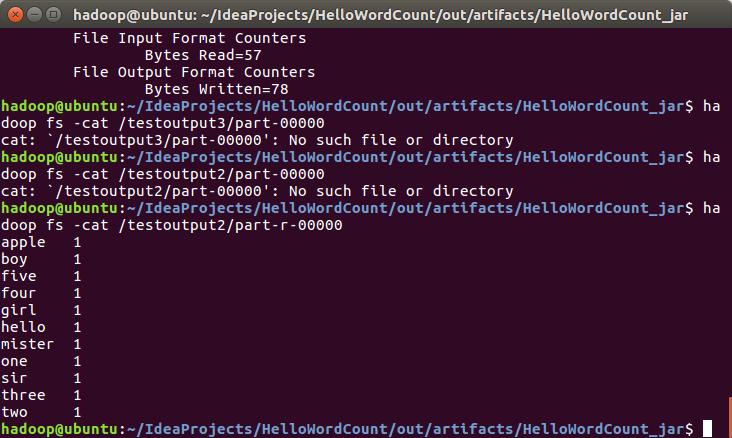 hadoop@ubuntu: ~/IdeaProjects/HelloWordCount/out/artifacts/HelloWordCount_jar
File Input Format Counters
Bytes Read=57
File Output Format Counters
Bytes Written=78
hadoop@ubuntu:~/IdeaProjects/HelloWordCount/out/artifacts/HelloWordCount_jar$ ha
doop fs -cat /testoutput3/part-00000
cat: `/testoutput3/part-00000': No such file or directory
hadoop@ubuntu:~/IdeaProjects/HelloWordCount/out/artifacts/HelloWordCount_jar$ ha
doop fs -cat /testoutput2/part-00000
cat: `/testoutput2/part-00000': No such file or directory
hadoop@ubuntu:~/IdeaProjects/HelloWordCount/out/artifacts/HelloWordCount_jar$ ha
doop fs -cat /testoutput2/part-r-00000
apple 1
boy 1
five 1
four 1
girl 1
hello 1
mister 1
one 1
sir 1
three 1
two 1
hadoop@ubuntu:~/IdeaProjects/HelloWordCount/out/artifacts/HelloWordCount_jar$